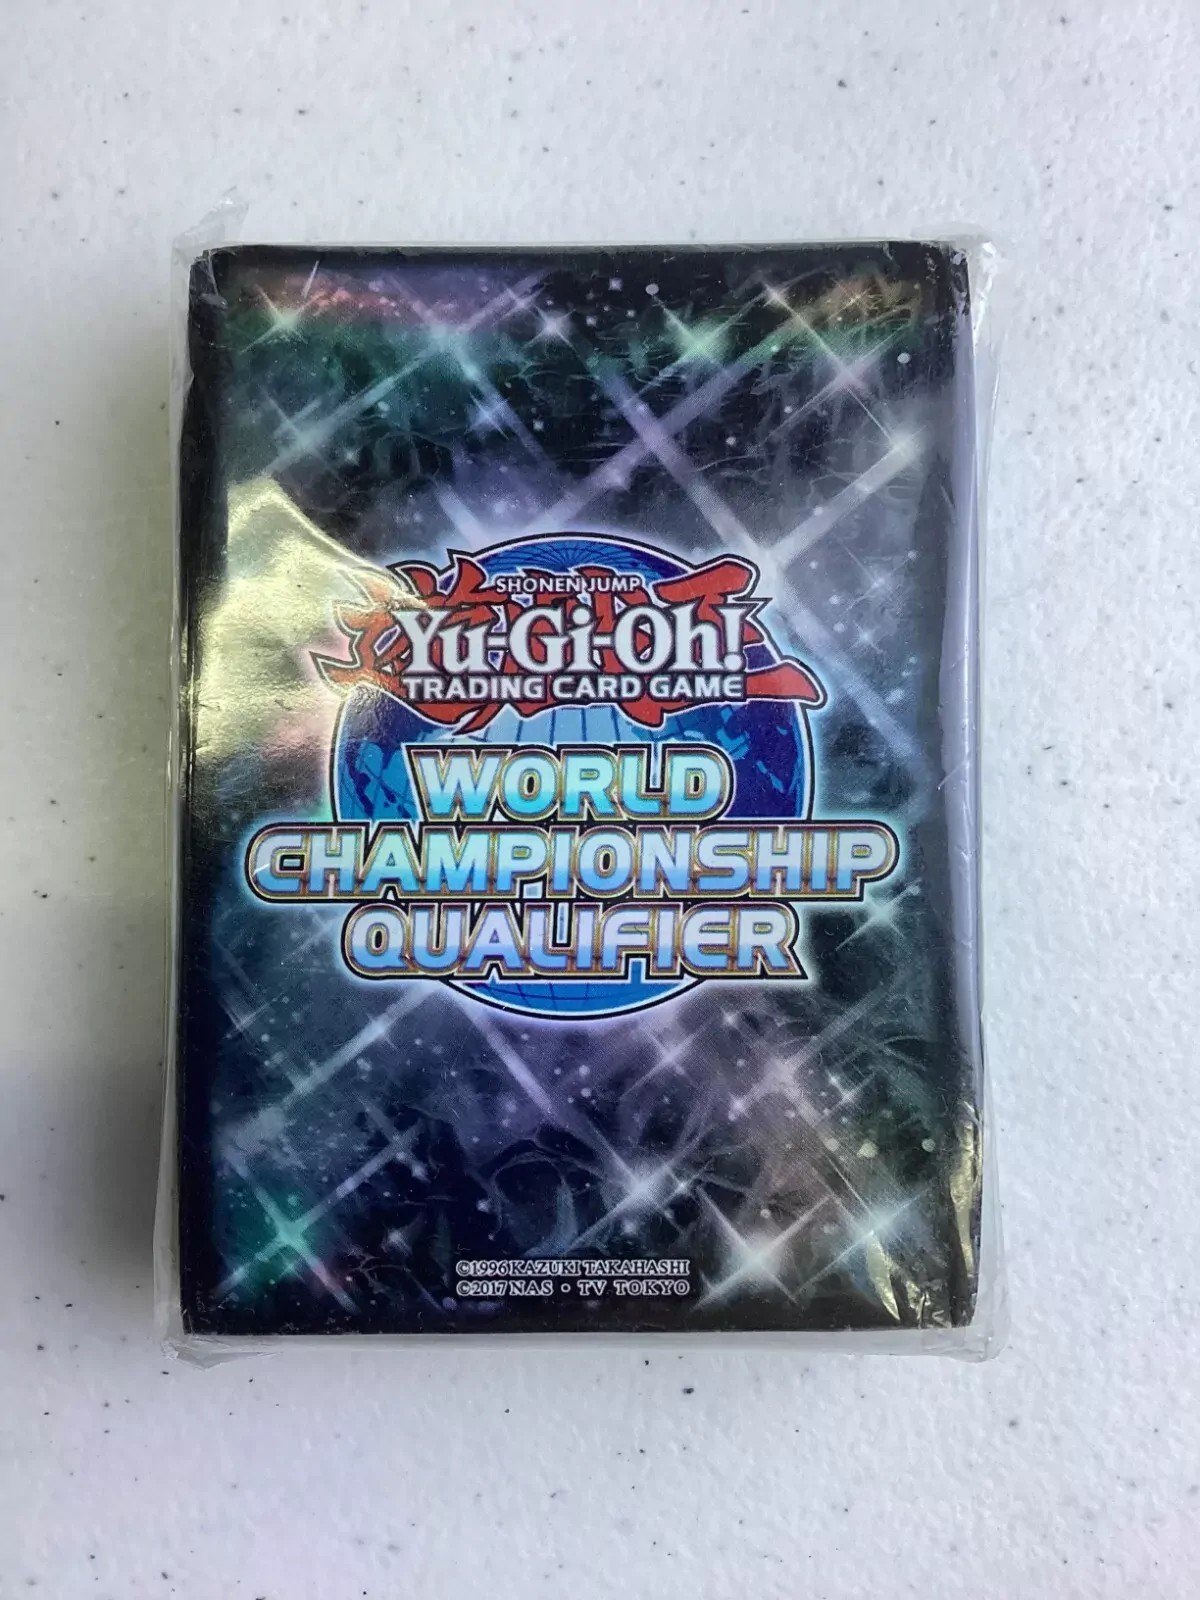 SHONEN JUMP
Yu-Gi-Oh!
TRADING CARD GAME
WORLD
CHAMPIONSHIP
QUALIFIER
©1996 KAZUKI TAKAHASHI
©2017 NAS • TV TOKYO